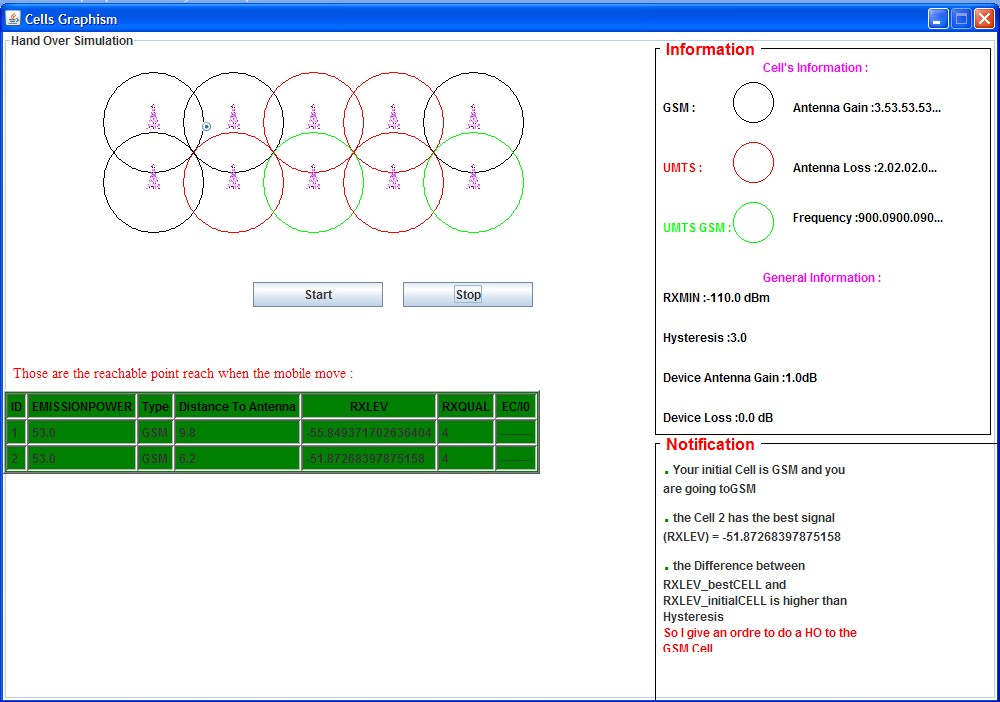 Cells Graphism
Hand Over Simulation
Start
Stop
Those are the reachable point reach when the mobile move :
ID EMISSIONPOWER Type Distance To Antenna RXLEV RXQUAL EC/I0
1 53.0 GSM 9.8 -55.849371702636404 4 --------
2 53.0 GSM 6.2 -51.87268397875158 4 --------
Information
Cell's Information :
GSM :
Antenna Gain :3.53.53.53...
UMTS :
Antenna Loss :2.02.02.0...
UMTS GSM :
Frequency :900.0900.090...
General Information :
RXMIN :-110.0 dBm
Hysteresis :3.0
Device Antenna Gain :1.0dB
Device Loss :0.0 dB
Notification
. Your initial Cell is GSM and you
are going toGSM
. the Cell 2 has the best signal
(RXLEV) = -51.87268397875158
. the Difference between
RXLEV_bestCELL and
RXLEV_initialCELL is higher than
Hysteresis
So I give an ordre to do a HO to the
GSM Cell